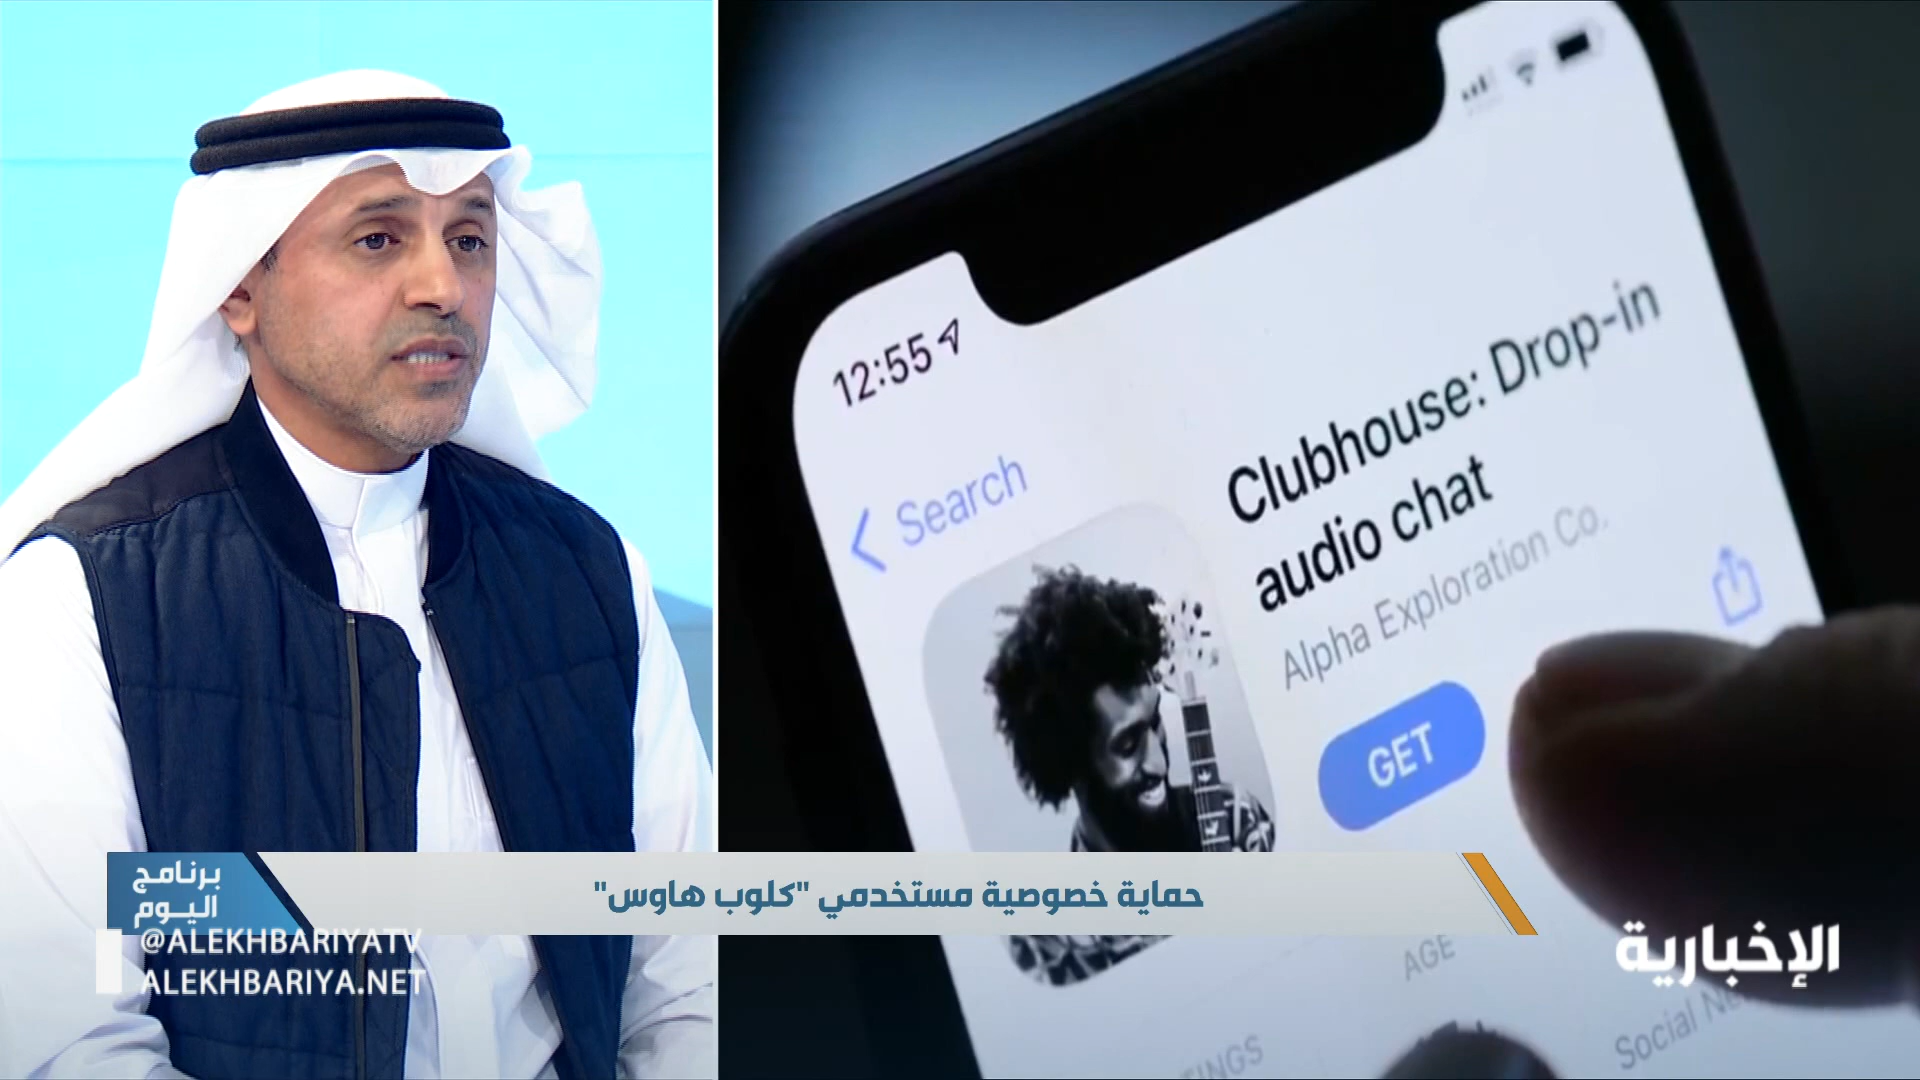 12:55
Search
Clubhouse: Drop-in
audio chat
Alpha Exploration Co.
GET
برنامج
اليوم
حماية خصوصية مستخدمي "كلوب هاوس"
@ALEKHBARIYATV
ALEKHBARIYA.NET
الإخبارية
AGE